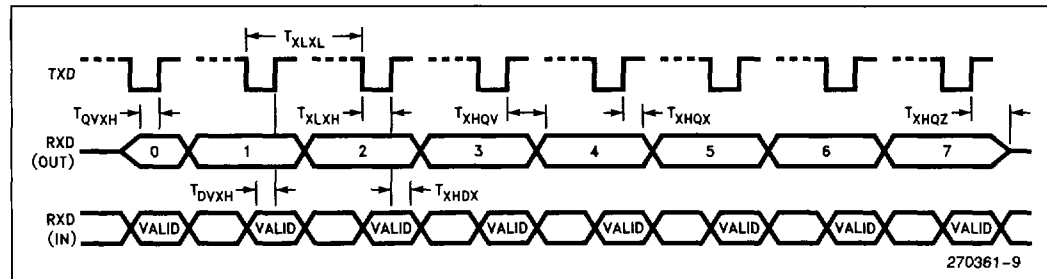 T_XLXL
TXD
T_QVXH T_XLXH T_XHQV T_XHQX T_XHQZ
RXD (OUT) 0 1 2 3 4 5 6 7
T_DVXH T_XHDX
RXD (IN) VALID VALID VALID VALID VALID VALID VALID VALID
270361-9